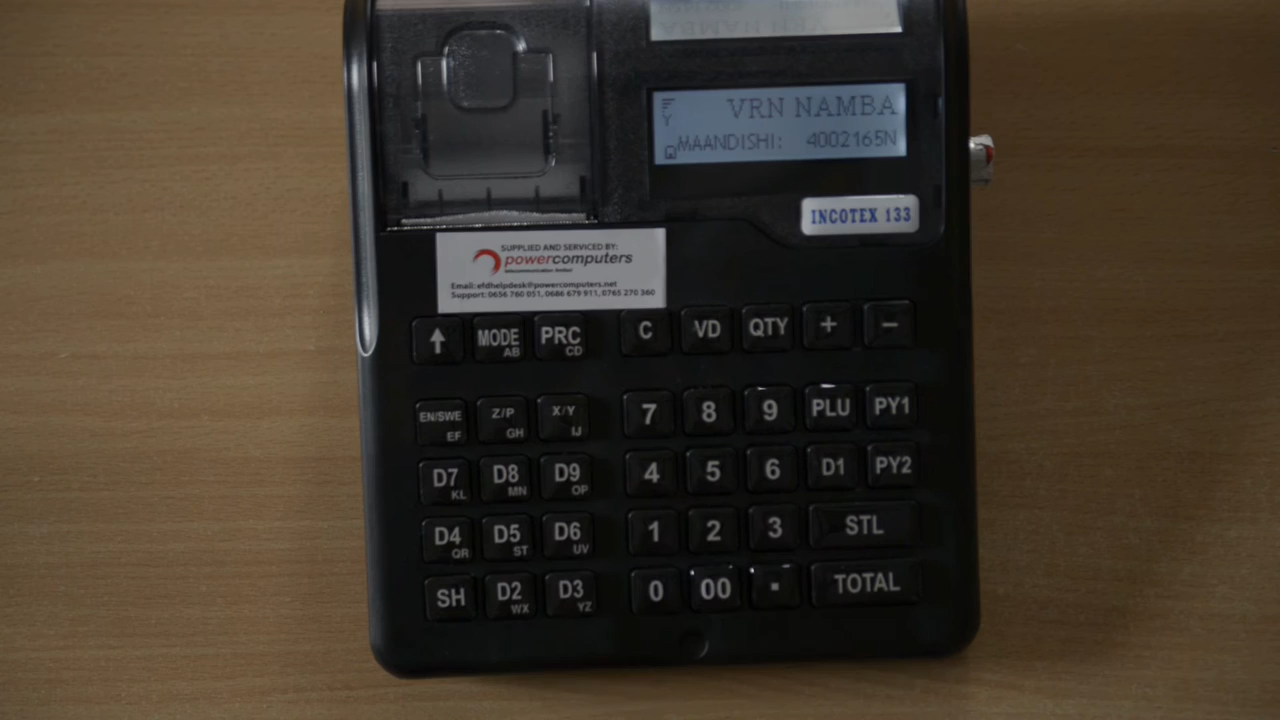 VRN NAMBA
MAANDISHI: 4002165N
INCOTEX 133
SUPPLIED AND SERVICED BY:
powercomputers
telecommunication limited
Email: efdhelpdesk@powercomputers.net
Support: 0656 760 051, 0686 679 911, 0765 270 360
MODE AB PRC CD C VD QTY + -
EN/SWE EF Z/P GH X/Y IJ 7 8 9 PLU PY1
D7 KL D8 MN D9 OP 4 5 6 D1 PY2
D4 QR D5 ST D6 UV 1 2 3 STL
SH D2 WX D3 YZ 0 00 . TOTAL